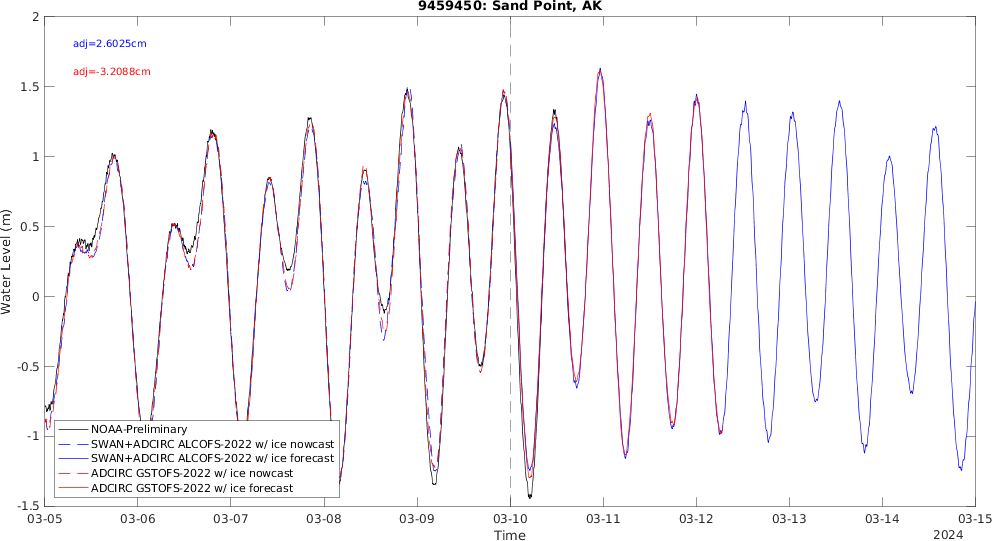 9459450: Sand Point, AK
adj=2.6025cm
adj=-3.2088cm
Water Level (m)
2
1.5
1
0.5
0
-0.5
-1
-1.5
NOAA-Preliminary
SWAN+ADCIRC ALCOFS-2022 w/ ice nowcast
SWAN+ADCIRC ALCOFS-2022 w/ ice forecast
ADCIRC GSTOFS-2022 w/ ice nowcast
ADCIRC GSTOFS-2022 w/ ice forecast
03-05 03-06 03-07 03-08 03-09 03-10 03-11 03-12 03-13 03-14 03-15
Time
2024